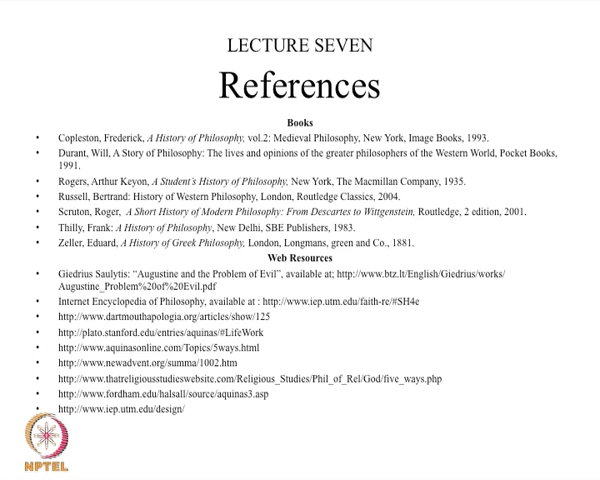 LECTURE SEVEN
References
Books
• Copleston, Frederick, A History of Philosophy, vol.2: Medieval Philosophy, New York, Image Books, 1993.
• Durant, Will, A Story of Philosophy: The lives and opinions of the greater philosophers of the Western World, Pocket Books,
1991.
• Rogers, Arthur Keyon, A Student's History of Philosophy, New York, The Macmillan Company, 1935.
• Russell, Bertrand: History of Western Philosophy, London, Routledge Classics, 2004.
• Scruton, Roger, A Short History of Modern Philosophy: From Descartes to Wittgenstein, Routledge, 2 edition, 2001.
• Thilly, Frank: A History of Philosophy, New Delhi, SBE Publishers, 1983.
• Zeller, Eduard, A History of Greek Philosophy, London, Longmans, green and Co., 1881.
Web Resources
• Giedrius Saulytis: “Augustine and the Problem of Evil”, available at; http://www.btz.lt/English/Giedrius/works/
Augustine_Problem%20of%20Evil.pdf
• Internet Encyclopedia of Philosophy, available at : http://www.iep.utm.edu/faith-re/#SH4e
• http://www.dartmouthapologia.org/articles/show/125
• http://plato.stanford.edu/entries/aquinas/#LifeWork
• http://www.aquinasonline.com/Topics/5ways.html
• http://www.newadvent.org/summa/1002.htm
• http://www.thatreligiousstudieswebsite.com/Religious_Studies/Phil_of_Rel/God/five_ways.php
• http://www.fordham.edu/halsall/source/aquinas3.asp
• http://www.iep.utm.edu/design/
NPTEL